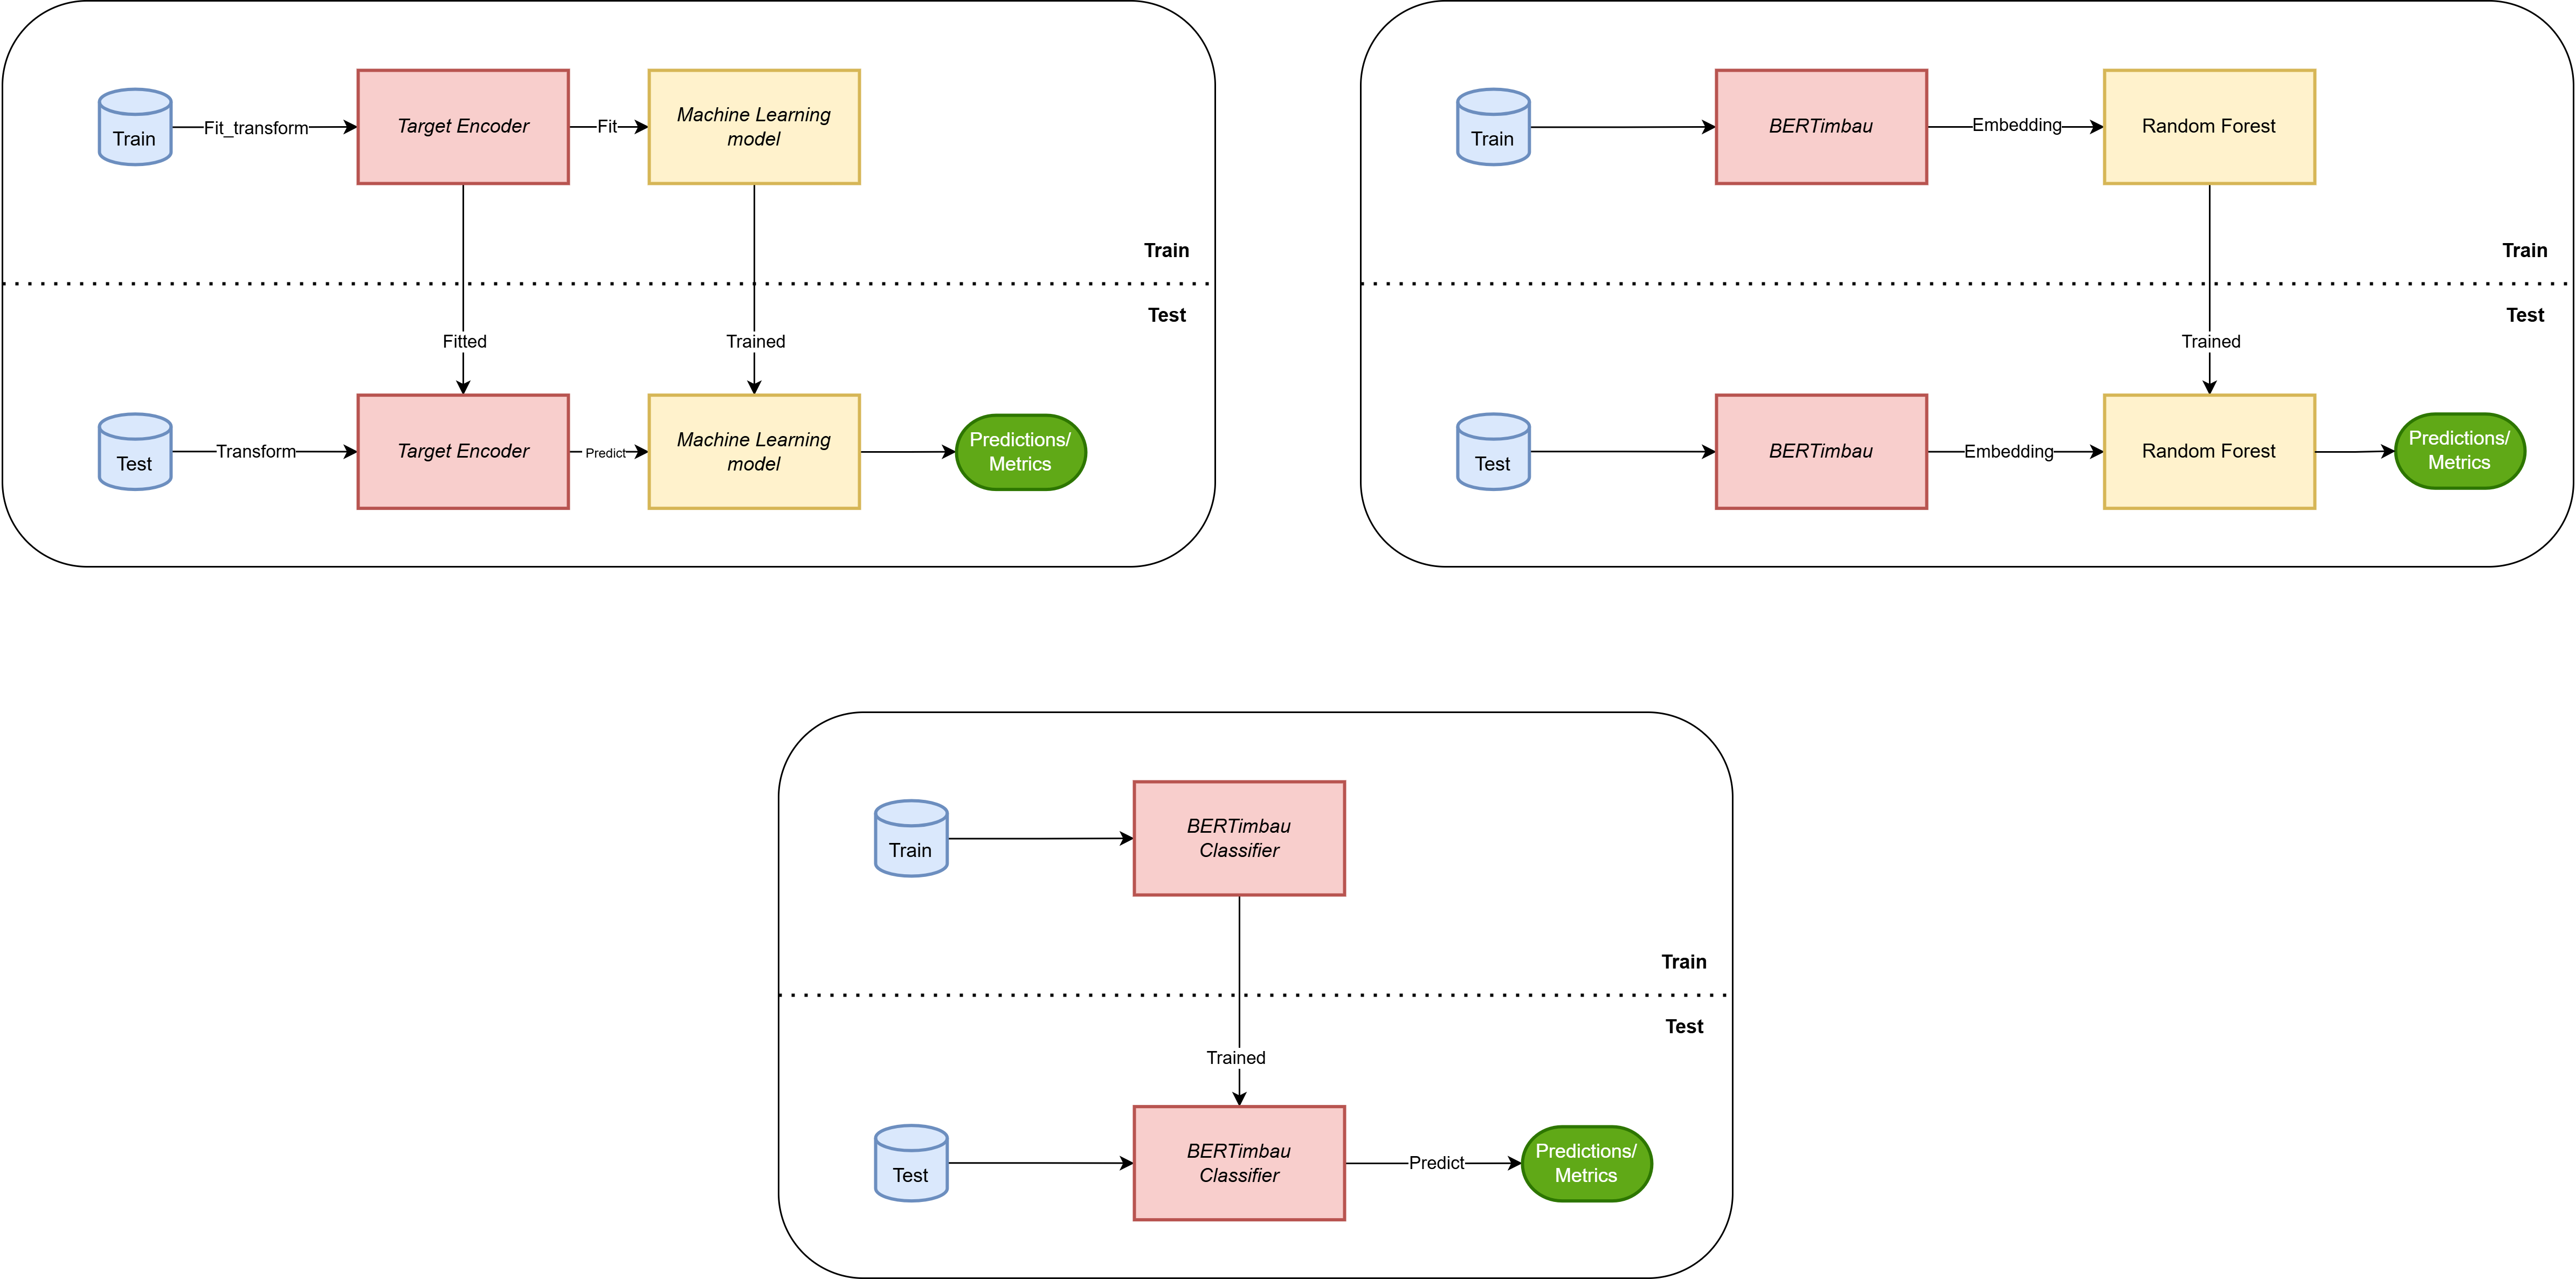 Train
Fit_transform
Target Encoder
Fit
Machine Learning
model
Train
Test
Fitted
Trained
Test
Transform
Target Encoder
Predict
Machine Learning
model
Predictions/
Metrics
Train
BERTimbau
Embedding
Random Forest
Train
Test
Trained
Test
BERTimbau
Embedding
Random Forest
Predictions/
Metrics
Train
BERTimbau
Classifier
Train
Test
Trained
Test
BERTimbau
Classifier
Predict
Predictions/
Metrics